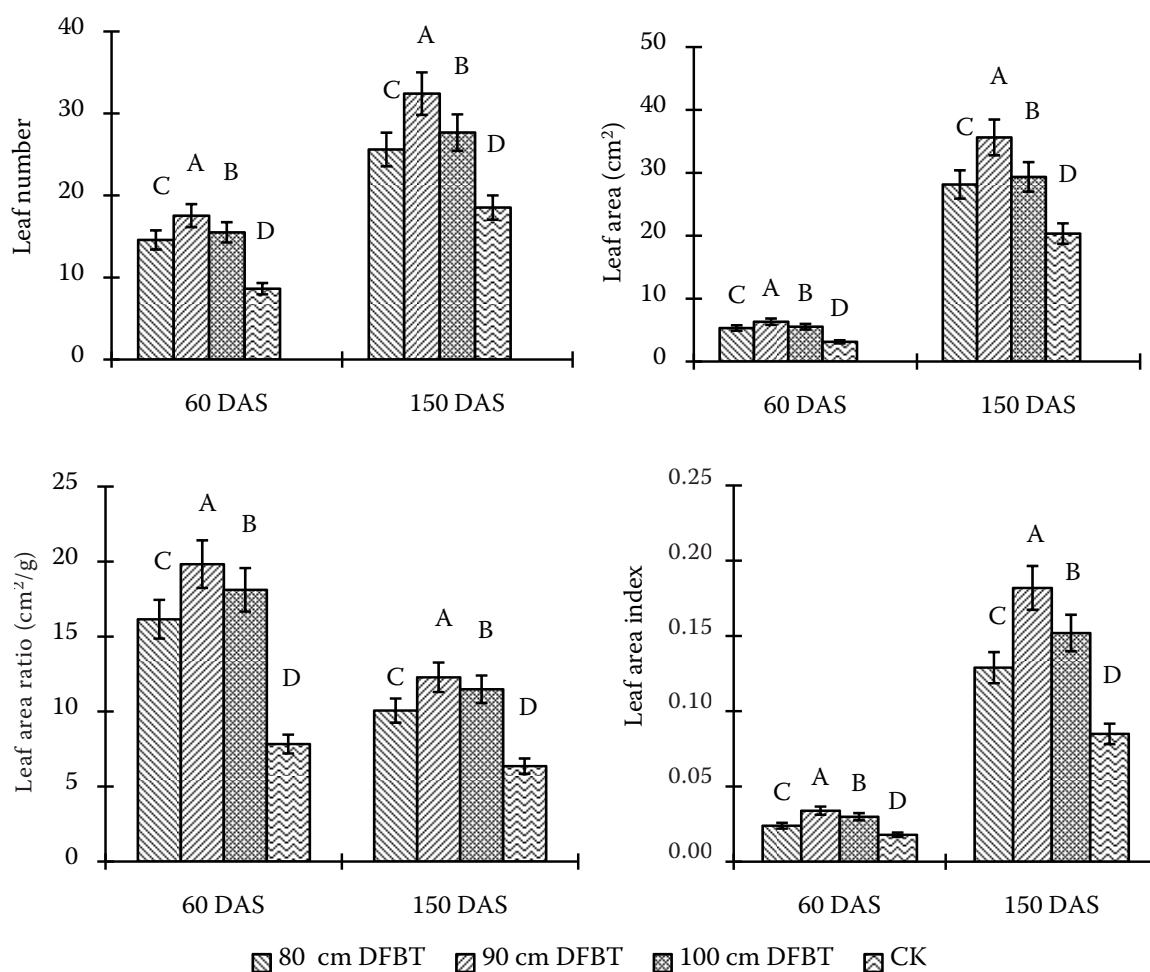 Leaf number
40
30
20
10
0
C
A
B
D
C
A
B
D
60 DAS
150 DAS
Leaf area (cm²)
50
40
30
20
10
0
C
A
B
D
C
A
B
D
60 DAS
150 DAS
Leaf area ratio (cm²/g)
25
20
15
10
5
0
C
A
B
D
C
A
B
D
60 DAS
150 DAS
Leaf area index
0.25
0.20
0.15
0.10
0.05
0.00
C
A
B
D
C
A
B
D
60 DAS
150 DAS
80 cm DFBT 90 cm DFBT 100 cm DFBT CK